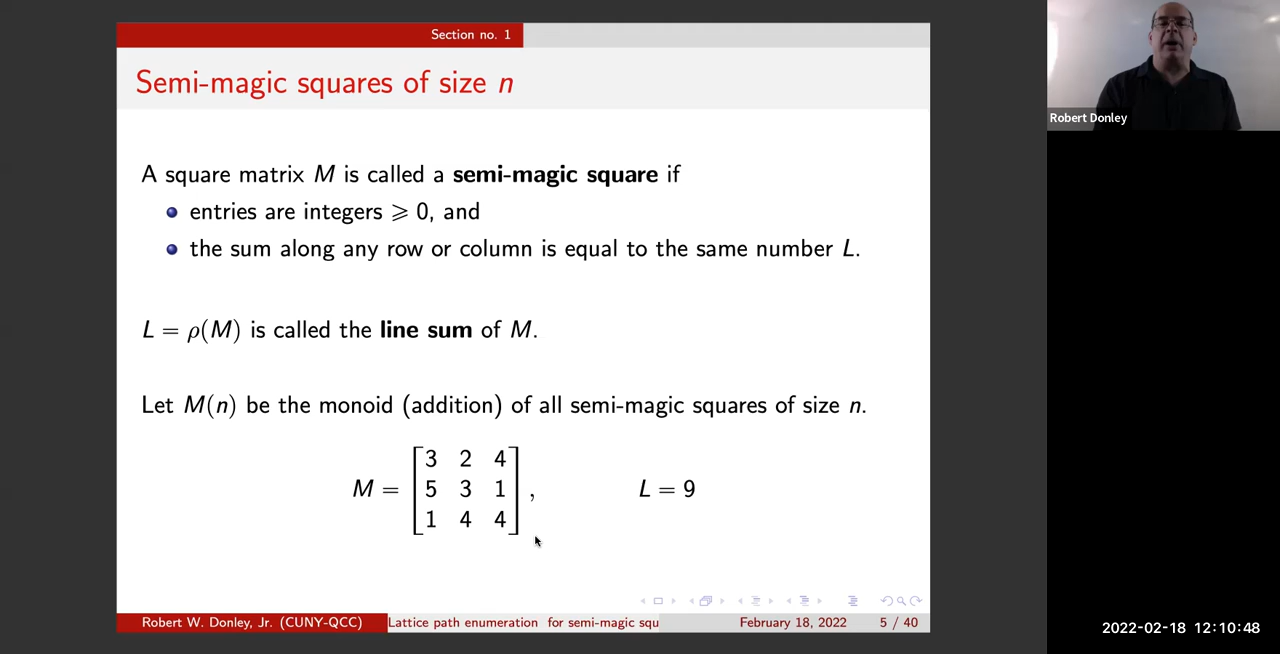 Section no. 1
Semi-magic squares of size n
A square matrix M is called a semi-magic square if
entries are integers ⩾ 0, and
the sum along any row or column is equal to the same number L.
L = ρ(M) is called the line sum of M.
Let M(n) be the monoid (addition) of all semi-magic squares of size n.
3 2 4
M = 5 3 1 , L = 9
1 4 4
Robert W. Donley, Jr. (CUNY-QCC) Lattice path enumeration for semi-magic squ February 18, 2022 5 / 40
Robert Donley
2022-02-18 12:10:48